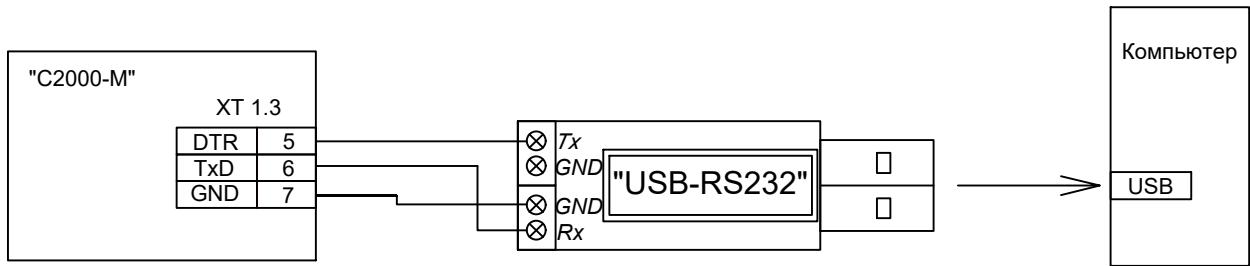 "С2000-М"
XT 1.3
DTR 5
TxD 6
GND 7
Tx
GND
"USB-RS232"
GND
Rx
Компьютер
USB